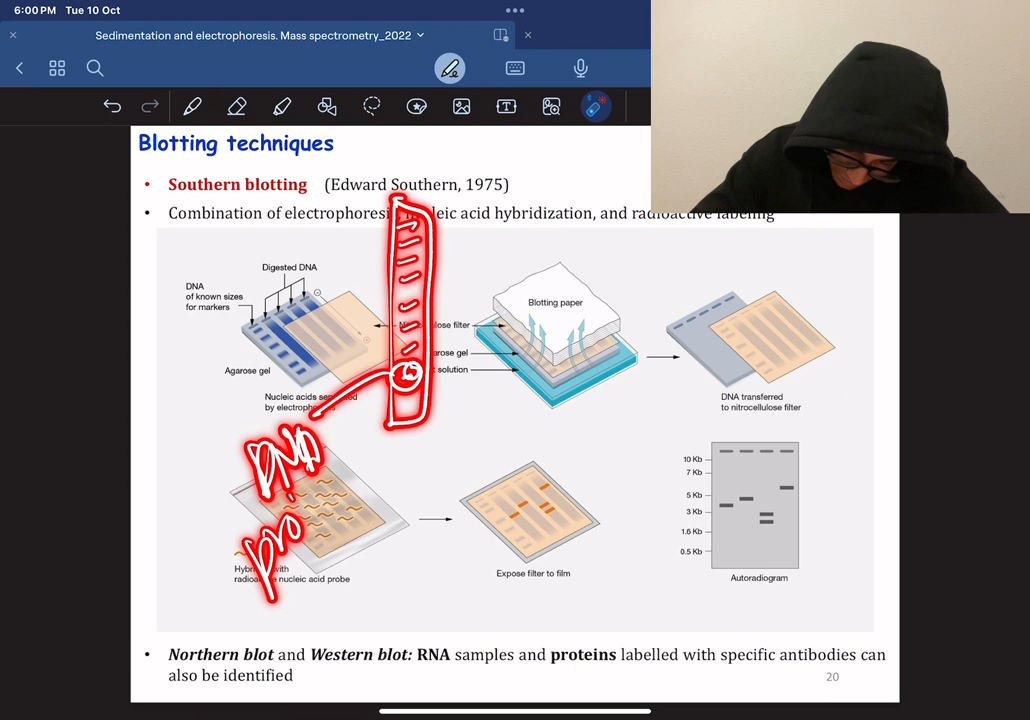 6:00 PM Tue 10 Oct
Sedimentation and electrophoresis. Mass spectrometry_2022
T
Blotting techniques
• Southern blotting (Edward Southern, 1975)
• Combination of electrophoresis, nucleic acid hybridization, and radioactive labeling
Digested DNA
DNA
of known sizes
for markers
Agarose gel
Nucleic acids separated
by electrophoresis
Blotting paper
Nitrocellulose filter
Agarose gel
solution
DNA transferred
to nitrocellulose filter
DNA
pro
Hybridize with
radioactive nucleic acid probe
Expose filter to film
10 Kb
7 Kb
5 Kb
3 Kb
1.6 Kb
0.5 Kb
Autoradiogram
• Northern blot and Western blot: RNA samples and proteins labelled with specific antibodies can
also be identified
20